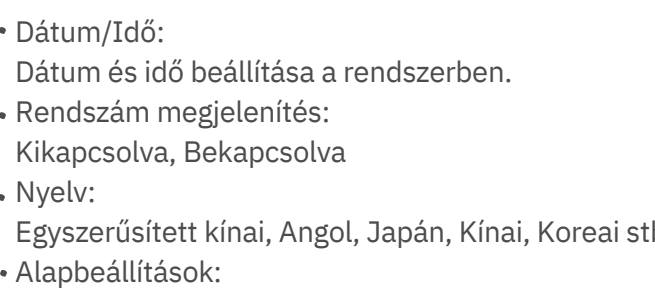 • Dátum/Idő:
Dátum és idő beállítása a rendszerben.
• Rendszám megjelenítés:
Kikapcsolva, Bekapcsolva
• Nyelv:
Egyszerűsített kínai, Angol, Japán, Kínai, Koreai
• Alapbeállítások: